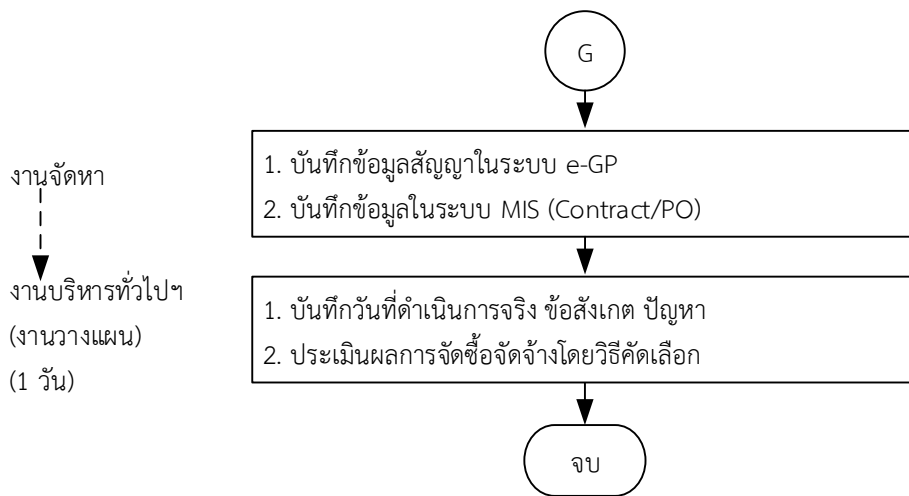 G
งานจัดหา
1. บันทึกข้อมูลสัญญาในระบบ e-GP
2. บันทึกข้อมูลในระบบ MIS (Contract/PO)
งานบริหารทั่วไปฯ
(งานวางแผน)
(1 วัน)
1. บันทึกวันที่ดำเนินการจริง ข้อสังเกต ปัญหา
2. ประเมินผลการจัดซื้อจัดจ้างโดยวิธีคัดเลือก
จบ